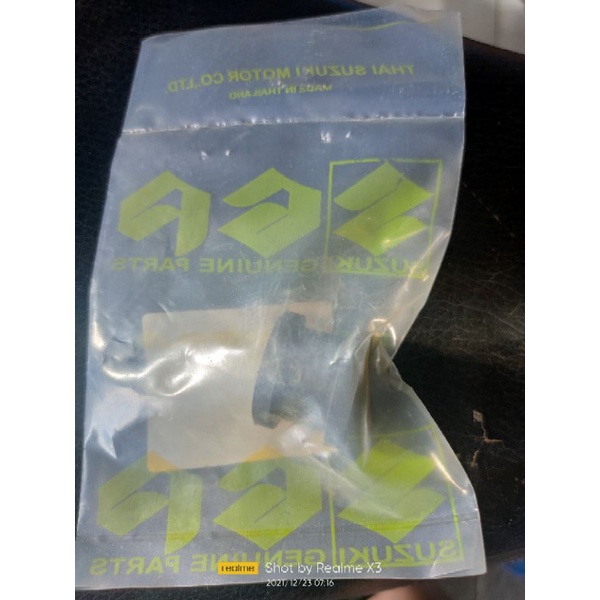 THAI SUZUKI MOTOR CO.,LTD.
MADE IN THAILAND
SGP
SUZUKI GENUINE PARTS
SGP
SUZUKI GENUINE PARTS
realme Shot by Realme X3
2021/12/23 07:16